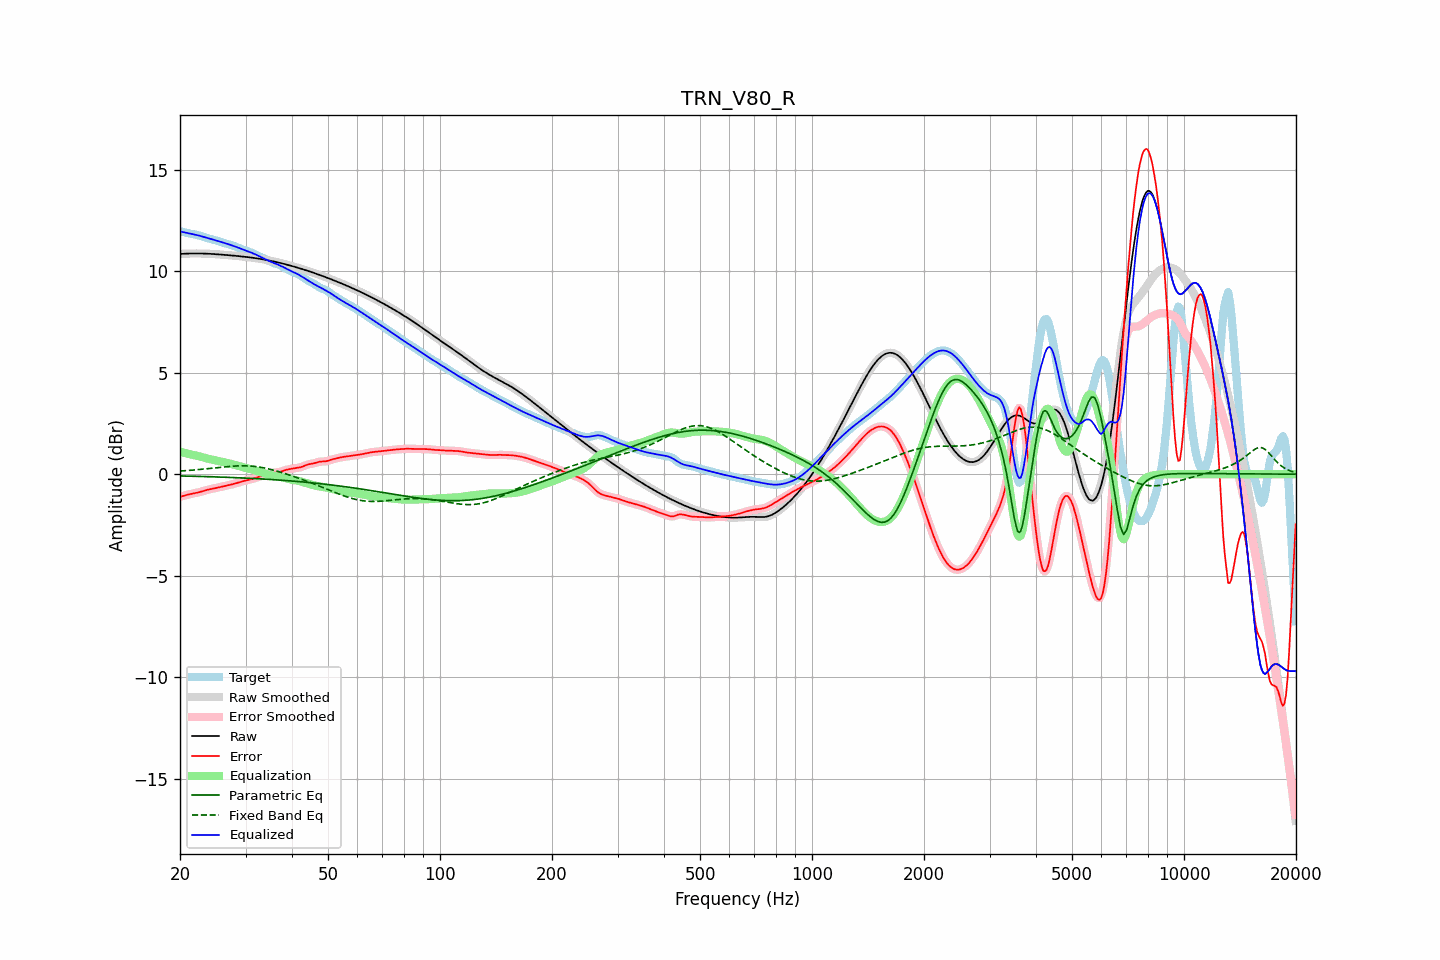 TRN_V80_R
Amplitude (dBr)
15
10
5
0
−5
−10
−15
Target
Raw Smoothed
Error Smoothed
Raw
Error
Equalization
Parametric Eq
Fixed Band Eq
Equalized
20
50
100
200
500
1000
2000
5000
10000
20000
Frequency (Hz)